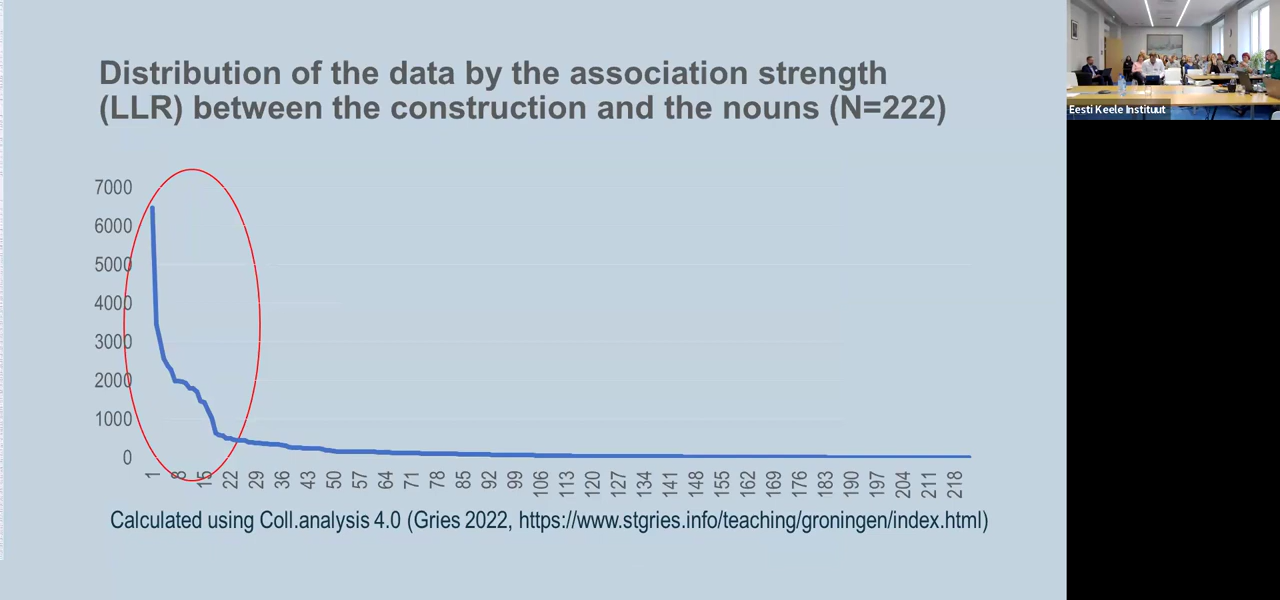 Distribution of the data by the association strength
(LLR) between the construction and the nouns (N=222)
Eesti Keele Instituut
7000
6000
5000
4000
3000
2000
1000
0
1 8 15 22 29 36 43 50 57 64 71 78 85 92 99 106 113 120 127 134 141 148 155 162 169 176 183 190 197 204 211 218
Calculated using Coll.analysis 4.0 (Gries 2022, https://www.stgries.info/teaching/groningen/index.html)